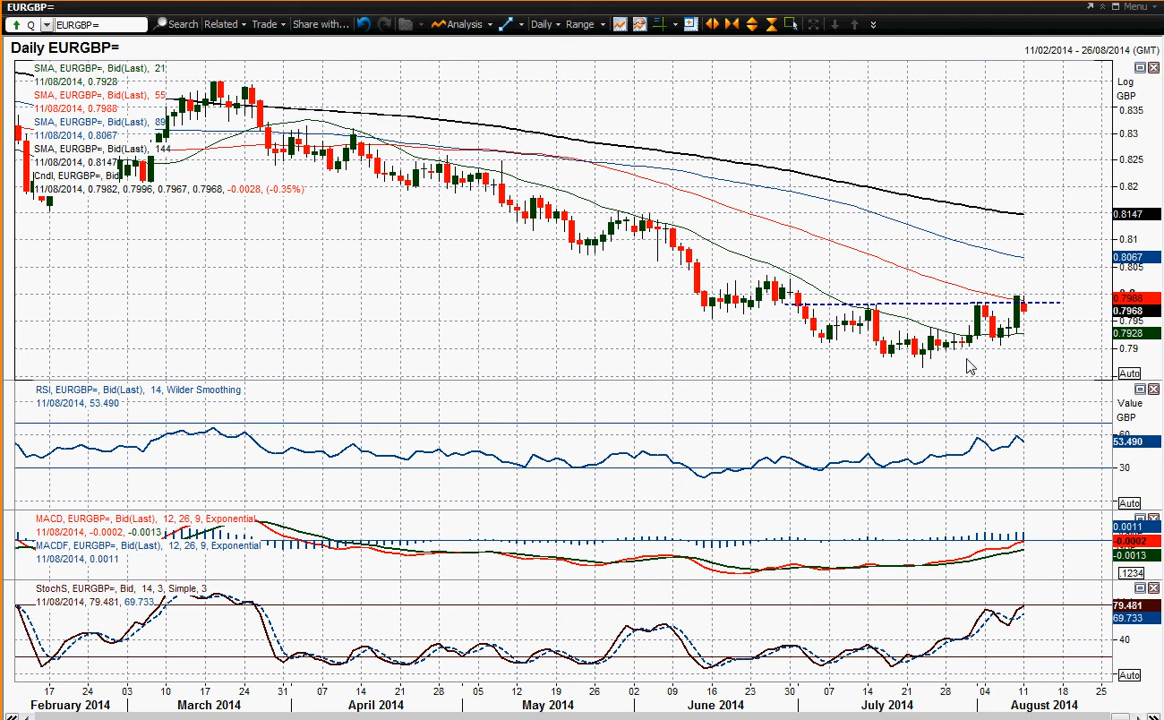 EURGBP=
Menu
Q EURGBP= Search Related Trade Share with... Analysis Daily Range
Daily EURGBP=
11/02/2014 - 26/08/2014 (GMT)
SMA, EURGBP=, Bid(Last), 21
11/08/2014, 0.7928
SMA, EURGBP=, Bid(Last), 55
11/08/2014, 0.7988
SMA, EURGBP=, Bid(Last), 89
11/08/2014, 0.8067
SMA, EURGBP=, Bid(Last), 144
11/08/2014, 0.8147
Cndl, EURGBP=, Bid
11/08/2014, 0.7982, 0.7996, 0.7967, 0.7968, -0.0028, (-0.35%)
Log
GBP
0.835
0.83
0.825
0.82
0.8147
0.81
0.8067
0.805
0.7988
0.7968
0.795
0.7928
0.79
Auto
RSI, EURGBP=, Bid(Last), 14, Wilder Smoothing
11/08/2014, 53.490
Value
GBP
60
53.490
30
Auto
MACD, EURGBP=, Bid(Last), 12, 26, 9, Exponential
11/08/2014, -0.0002, -0.0013
MACDF, EURGBP=, Bid(Last), 12, 26, 9, Exponential
11/08/2014, 0.0011
0.0011
-0.0002
-0.0013
.1234
StochS, EURGBP=, Bid, 14, 3, Simple, 3
11/08/2014, 79.481, 69.733
79.481
69.733
40
Auto
17 24 03 10 17 24 31 07 14 21 28 05 12 19 26 02 09 16 23 30 07 14 21 28 04 11 18 25
February 2014 March 2014 April 2014 May 2014 June 2014 July 2014 August 2014